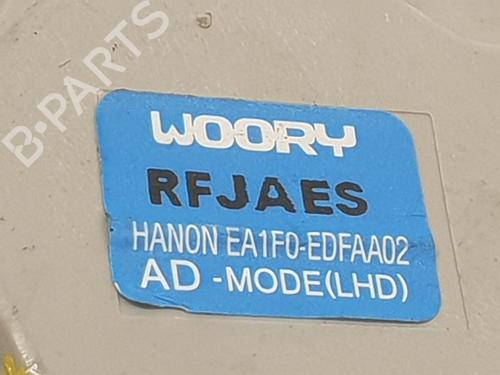 B-PARTS
WOORY
RFJAES
HANON EA1F0-EDFAA02
AD -MODE(LHD)